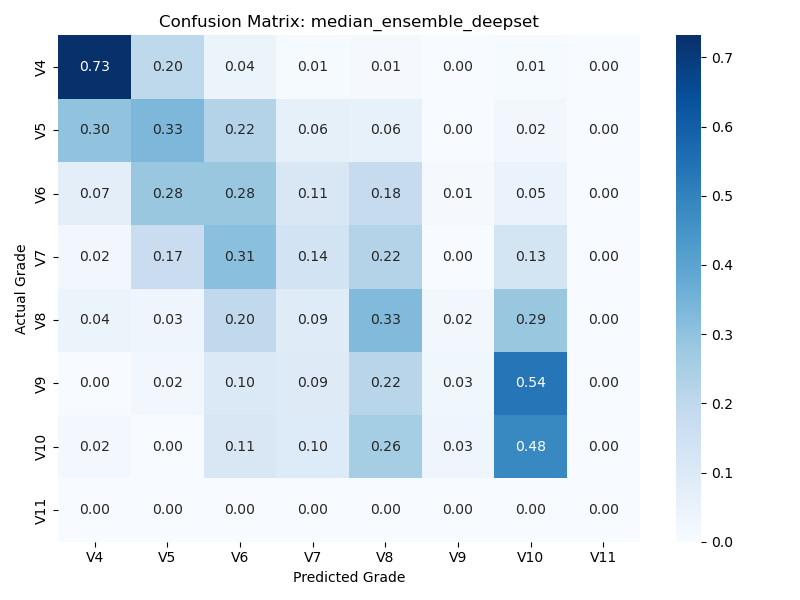 Confusion Matrix: median_ensemble_deepset
V4 0.73 0.20 0.04 0.01 0.01 0.00 0.01 0.00
V5 0.30 0.33 0.22 0.06 0.06 0.00 0.02 0.00
V6 0.07 0.28 0.28 0.11 0.18 0.01 0.05 0.00
V7 0.02 0.17 0.31 0.14 0.22 0.00 0.13 0.00
V8 0.04 0.03 0.20 0.09 0.33 0.02 0.29 0.00
V9 0.00 0.02 0.10 0.09 0.22 0.03 0.54 0.00
V10 0.02 0.00 0.11 0.10 0.26 0.03 0.48 0.00
V11 0.00 0.00 0.00 0.00 0.00 0.00 0.00 0.00
V4 V5 V6 V7 V8 V9 V10 V11
Predicted Grade
Actual Grade
0.7
0.6
0.5
0.4
0.3
0.2
0.1
0.0